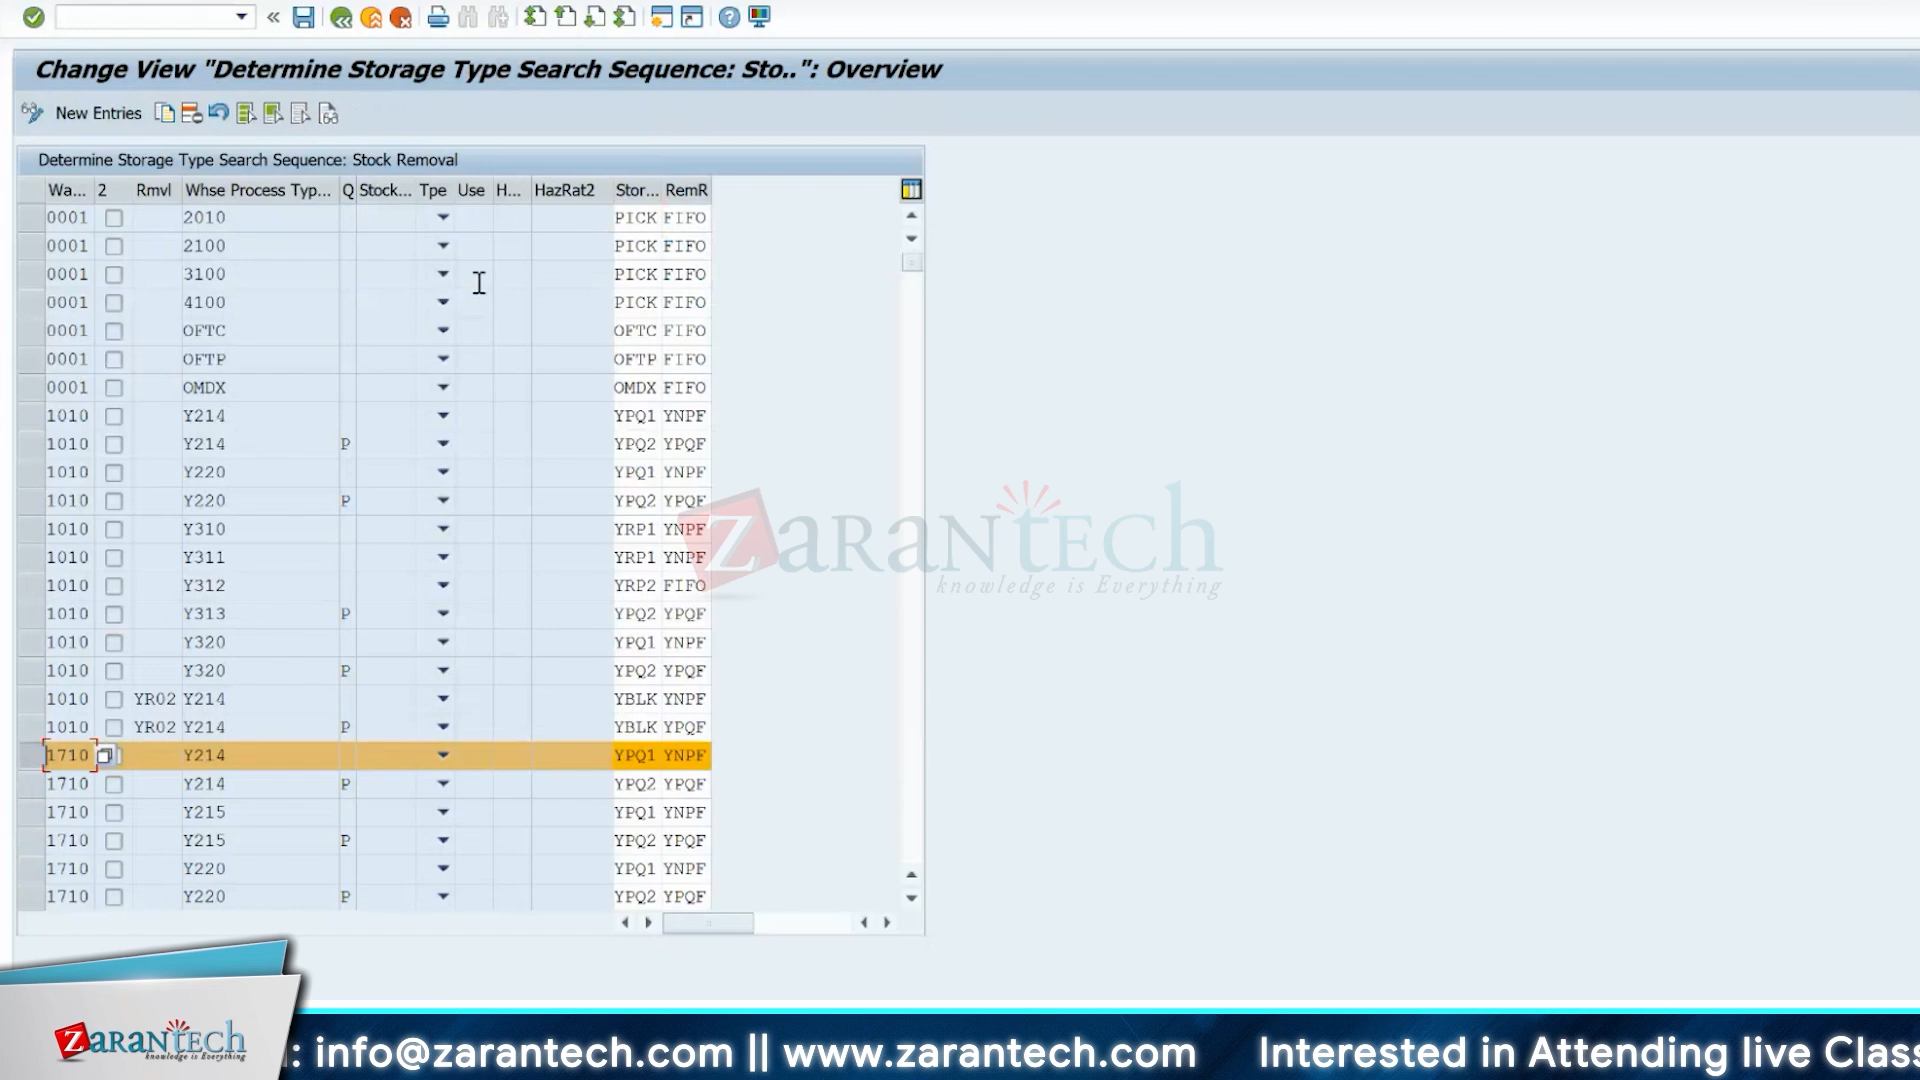 Change View "Determine Storage Type Search Sequence: Sto..": Overview
New Entries
Determine Storage Type Search Sequence: Stock Removal
Wa... 2 Rmvl Whse Process Typ... Q Stock... Tpe Use H... HazRat2 Stor... RemR
0001 2010 PICK FIFO
0001 2100 PICK FIFO
0001 3100 PICK FIFO
0001 4100 PICK FIFO
0001 OFTC OFTC FIFO
0001 OFTP OFTP FIFO
0001 OMDX OMDX FIFO
1010 Y214 YPQ1 YNPF
1010 Y214 P YPQ2 YPQF
1010 Y220 YPQ1 YNPF
1010 Y220 P YPQ2 YPQF
1010 Y310 YRP1 YNPF
1010 Y311 YRP1 YNPF
1010 Y312 YRP2 FIFO
1010 Y313 P YPQ2 YPQF
1010 Y320 YPQ1 YNPF
1010 Y320 P YPQ2 YPQF
1010 YR02 Y214 YBLK YNPF
1010 YR02 Y214 P YBLK YPQF
1710 Y214 YPQ1 YNPF
1710 Y214 P YPQ2 YPQF
1710 Y215 YPQ1 YNPF
1710 Y215 P YPQ2 YPQF
1710 Y220 YPQ1 YNPF
1710 Y220 P YPQ2 YPQF
ZARANTECH
knowledge is Everything
ZARANTECH
knowledge is Everything
: info@zarantech.com || www.zarantech.com Interested in Attending live Clas